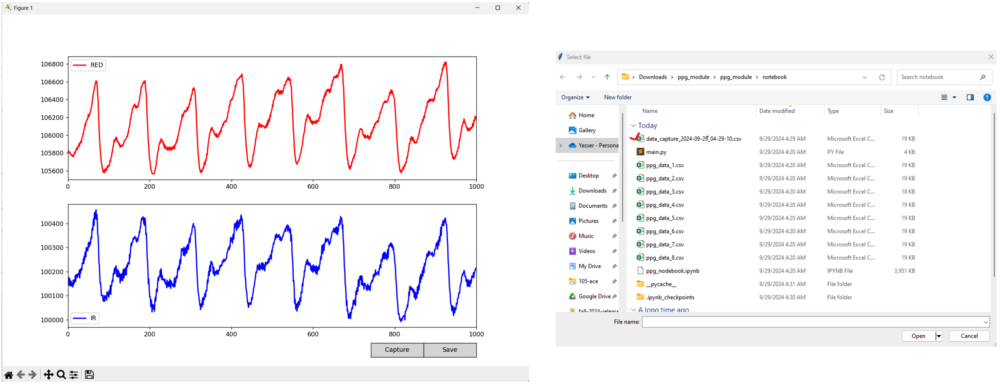 Figure 1
106800
RED
106600
106400
106200
106000
105800
105600
0 200 400 600 800 1000
100400
100300
100200
100100
100000
IR
0 200 400 600 800 1000
Capture Save
Select file
Downloads > ppg_module > ppg_module > notebook
Search notebook
Organize New folder
Home
Gallery
Yasser - Persona
Desktop
Downloads
Documents
Pictures
Music
Videos
My Drive
105-ece
Google Drive
fall-2024-release
Name Date modified Type Size
Today
data_capture_2024-09-29_04-29-10.csv 9/29/2024 4:29 AM Microsoft Excel C... 19 KB
main.py 9/29/2024 4:20 AM PY File 4 KB
ppg_data_1.csv 9/29/2024 4:20 AM Microsoft Excel C... 19 KB
ppg_data_2.csv 9/29/2024 4:20 AM Microsoft Excel C... 19 KB
ppg_data_3.csv 9/29/2024 4:20 AM Microsoft Excel C... 18 KB
ppg_data_4.csv 9/29/2024 4:20 AM Microsoft Excel C... 19 KB
ppg_data_5.csv 9/29/2024 4:20 AM Microsoft Excel C... 19 KB
ppg_data_6.csv 9/29/2024 4:20 AM Microsoft Excel C... 19 KB
ppg_data_7.csv 9/29/2024 4:20 AM Microsoft Excel C... 19 KB
ppg_data_8.csv 9/29/2024 4:20 AM Microsoft Excel C... 19 KB
ppg_nodebook.ipynb 9/29/2024 4:20 AM IPYNB File 3,951 KB
__pycache__ 9/29/2024 4:31 AM File folder
.ipynb_checkpoints 9/29/2024 4:30 AM File folder
A long time ago
File name:
Open Cancel